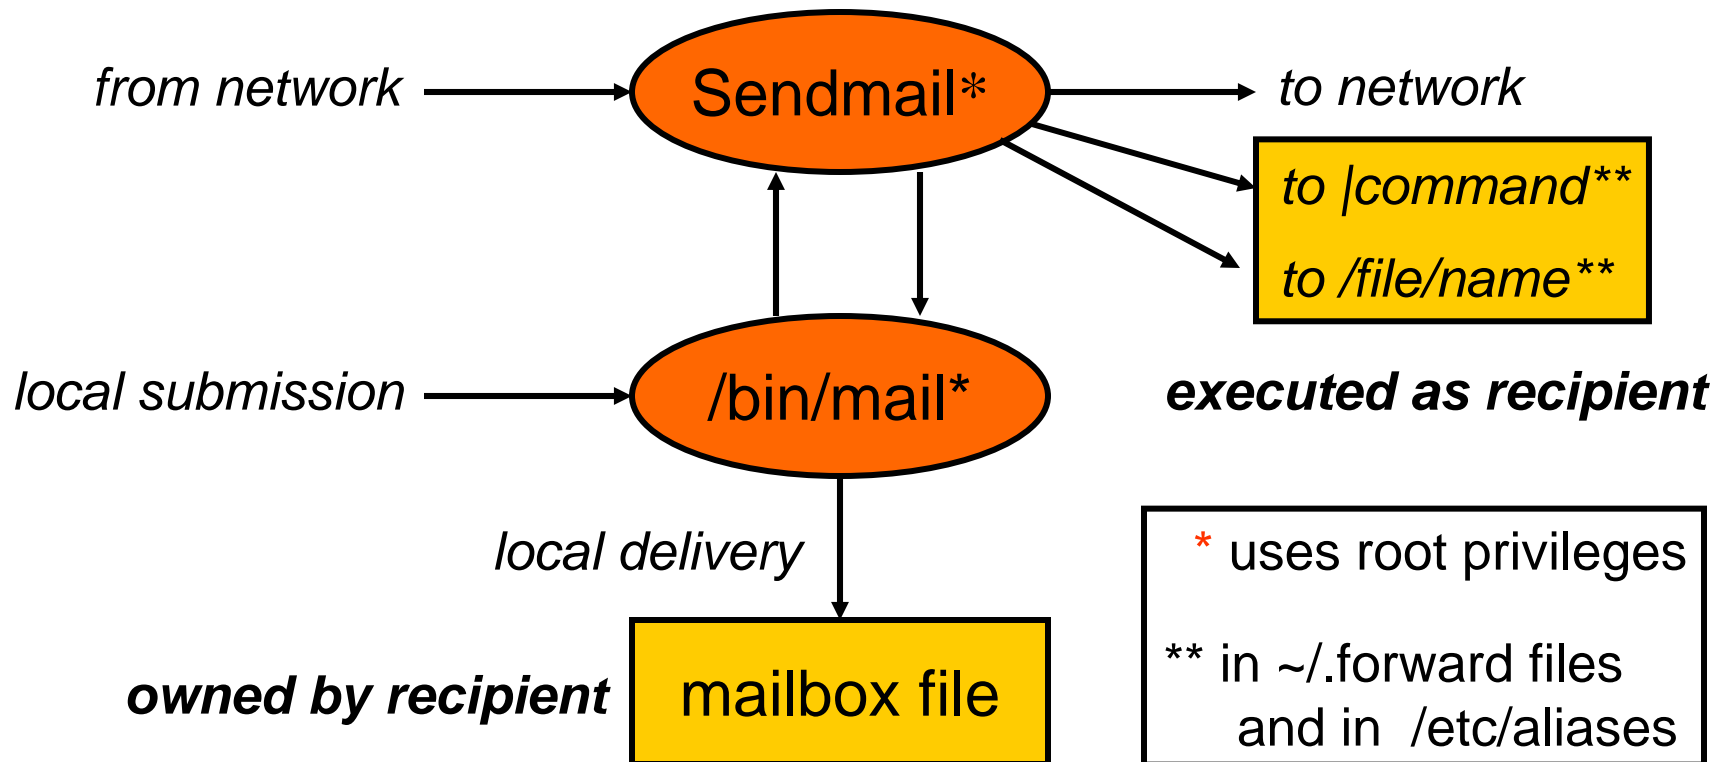 from network
Sendmail*
to network
to |command**
to /file/name**
local submission
/bin/mail*
executed as recipient
local delivery
owned by recipient
mailbox file
* uses root privileges
** in ~/.forward files
and in /etc/aliases